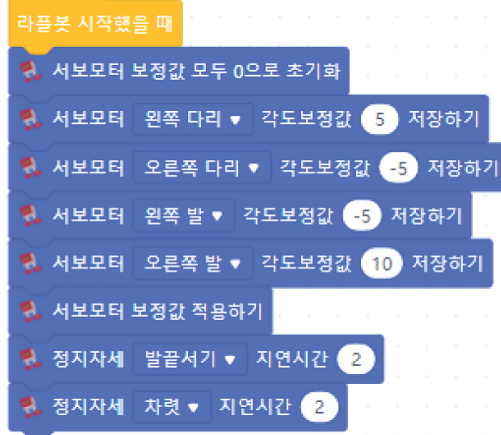 라플봇 시작했을 때
서보모터 보정값 모두 0으로 초기화
서보모터 왼쪽 다리 ▼ 각도보정값 5 저장하기
서보모터 오른쪽 다리 ▼ 각도보정값 -5 저장하기
서보모터 왼쪽 발 ▼ 각도보정값 -5 저장하기
서보모터 오른쪽 발 ▼ 각도보정값 10 저장하기
서보모터 보정값 적용하기
정지자세 발끝서기 ▼ 지연시간 2
정지자세 차렷 ▼ 지연시간 2